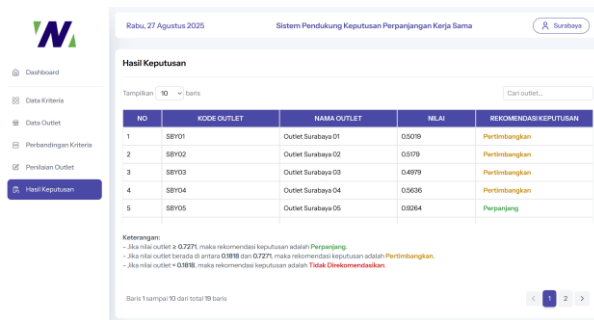 Rabu, 27 Agustus 2025
Sistem Pendukung Keputusan Perpanjangan Kerja Sama
Surabaya
Dashboard
Data Kriteria
Data Outlet
Perbandingan Kriteria
Penilaian Outlet
Hasil Keputusan
Hasil Keputusan
Tampilkan 10 baris
Cari outlet...
NO KODE OUTLET NAMA OUTLET NILAI REKOMENDASI KEPUTUSAN
1 SBY01 Outlet Surabaya 01 0.5019 Pertimbangkan
2 SBY02 Outlet Surabaya 02 0.5179 Pertimbangkan
3 SBY03 Outlet Surabaya 03 0.4979 Pertimbangkan
4 SBY04 Outlet Surabaya 04 0.5636 Pertimbangkan
5 SBY05 Outlet Surabaya 05 0.9264 Perpanjang
Keterangan:
- Jika nilai outlet ≥ 0.7271, maka rekomendasi keputusan adalah Perpanjang.
- Jika nilai outlet berada di antara 0.1818 dan 0.7271, maka rekomendasi keputusan adalah Pertimbangkan.
- Jika nilai outlet < 0.1818, maka rekomendasi keputusan adalah Tidak Direkomendasikan.
Baris 1 sampai 10 dari total 19 baris
1 2